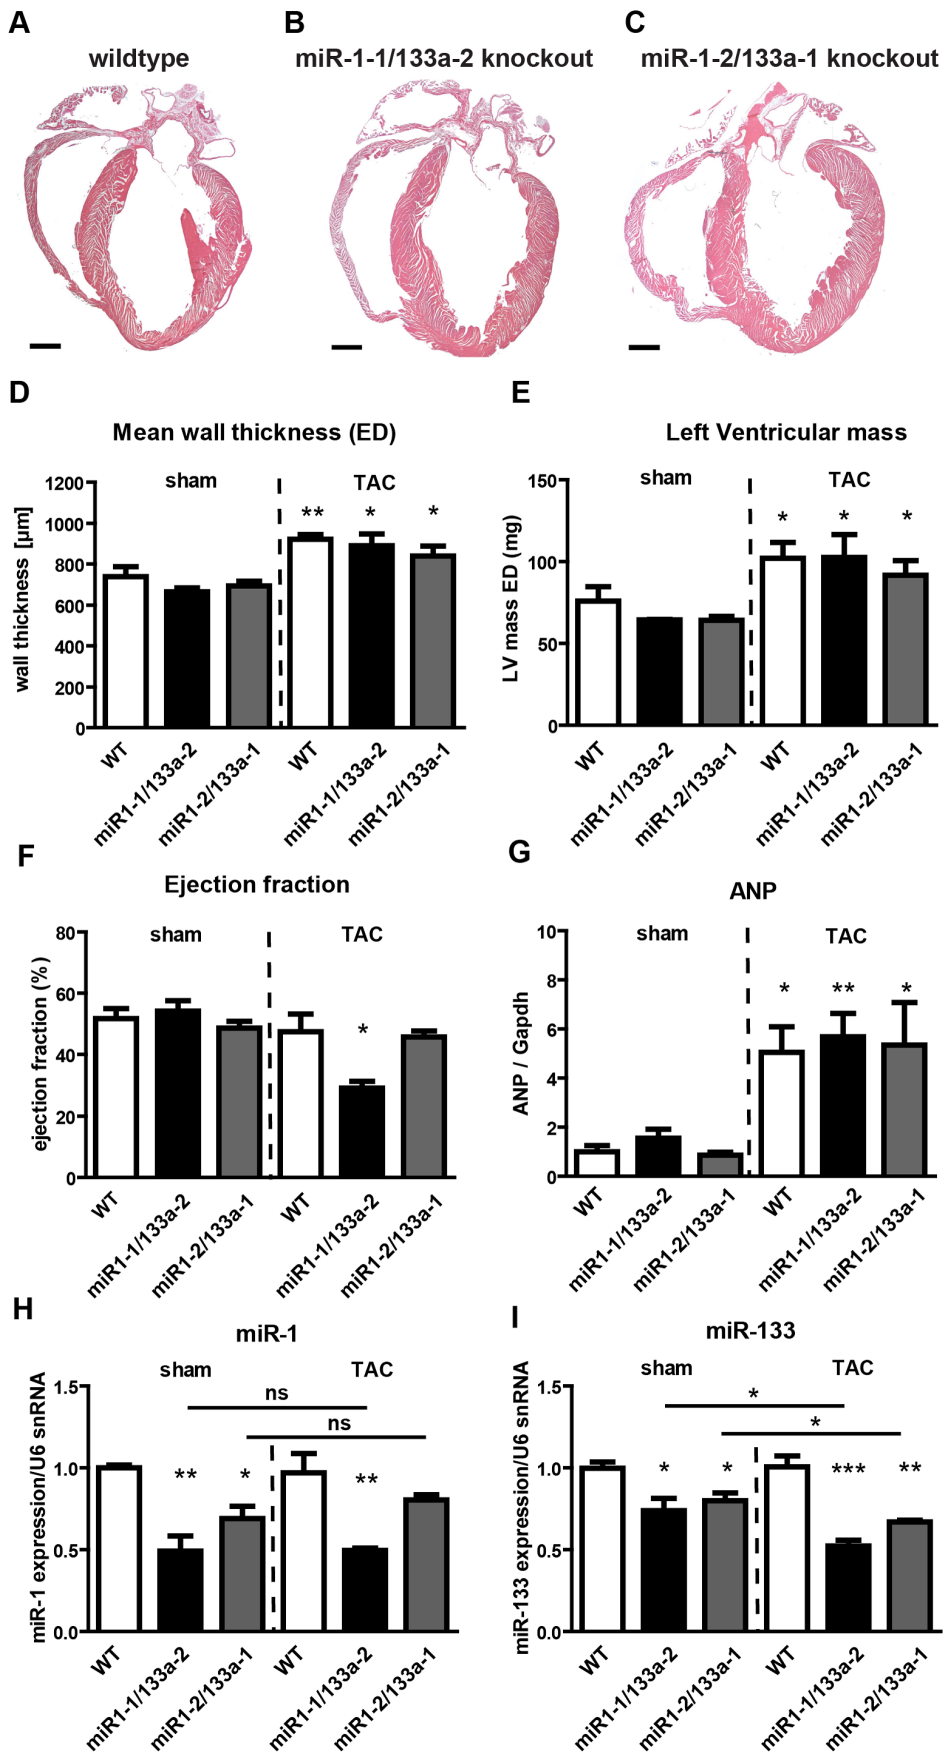 A
B
C
wildtype
miR-1-1/133a-2 knockout
miR-1-2/133a-1 knockout
D
E
Mean wall thickness (ED)
Left Ventricular mass
sham
TAC
sham
TAC
wall thickness [µm]
1200
1000
800
600
400
200
0
** * *
WT
miR1-1/133a-2
miR1-2/133a-1
WT
miR1-1/133a-2
miR1-2/133a-1
LV mass ED (mg)
150
100
50
0
* * *
WT
miR1-1/133a-2
miR1-2/133a-1
WT
miR1-1/133a-2
miR1-2/133a-1
F
G
Ejection fraction
ANP
sham
TAC
sham
TAC
ejection fraction (%)
80
60
40
20
0
*
WT
miR1-1/133a-2
miR1-2/133a-1
WT
miR1-1/133a-2
miR1-2/133a-1
ANP / Gapdh
10
8
6
4
2
0
* ** *
WT
miR1-1/133a-2
miR1-2/133a-1
WT
miR1-1/133a-2
miR1-2/133a-1
H
I
miR-1
miR-133
sham
TAC
sham
TAC
miR-1 expression/U6 snRNA
1.5
1.0
0.5
0.0
ns
ns
** * **
WT
miR1-1/133a-2
miR1-2/133a-1
WT
miR1-1/133a-2
miR1-2/133a-1
miR-133 expression/U6 snRNA
1.5
1.0
0.5
0.0
*
*
* * *** **
WT
miR1-1/133a-2
miR1-2/133a-1
WT
miR1-1/133a-2
miR1-2/133a-1